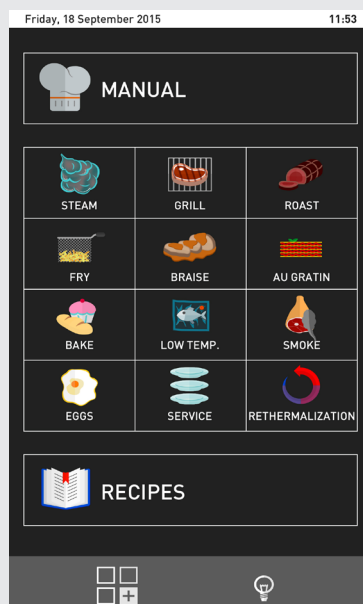 Friday, 18 September 2015 11:53
MANUAL
STEAM GRILL ROAST
FRY BRAISE AU GRATIN
BAKE LOW TEMP. SMOKE
EGGS SERVICE RETHERMALIZATION
RECIPES